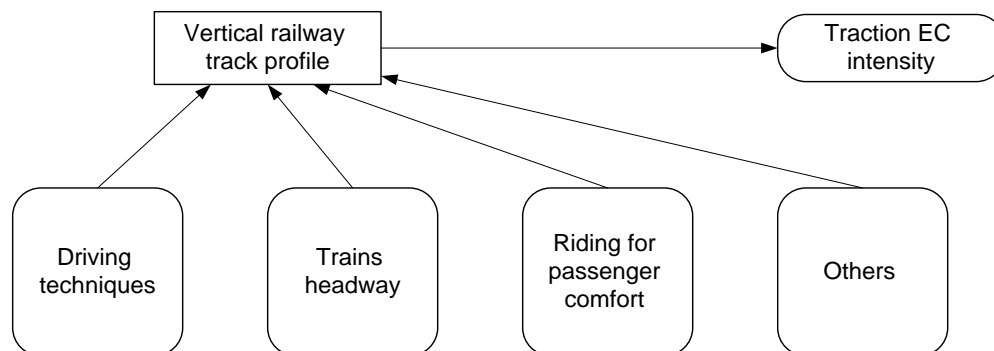 Vertical railway
track profile
Traction EC
intensity
Driving
techniques
Trains
headway
Riding for
passenger
comfort
Others